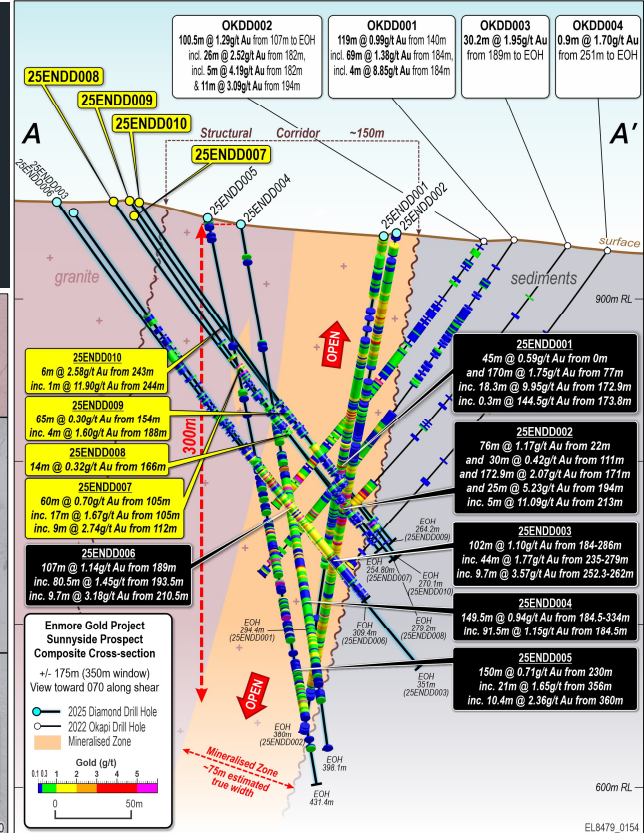 OKDD002
100.5m @ 1.29g/t Au from 107m to EOH
incl. 26m @ 2.52g/t Au from 182m,
incl. 5m @ 4.19g/t Au from 182m
& 11m @ 3.09g/t Au from 194m
OKDD001
119m @ 0.99g/t Au from 140m
incl. 69m @ 1.38g/t Au from 184m,
incl. 4m @ 8.85g/t Au from 184m
OKDD003
30.2m @ 1.95g/t Au
from 189m to EOH
OKDD004
0.9m @ 1.70g/t Au
from 251m to EOH
25ENDD008
25ENDD009
25ENDD010
25ENDD007
A
Structural Corridor ~150m
A'
25ENDD003
25ENDD006
25ENDD005
25ENDD004
25ENDD001
25ENDD002
surface
granite
sediments
900m RL
OPEN
300m
25ENDD010
6m @ 2.58g/t Au from 243m
inc. 1m @ 11.90g/t Au from 244m
25ENDD009
65m @ 0.30g/t Au from 154m
inc. 4m @ 1.60g/t Au from 188m
25ENDD008
14m @ 0.32g/t Au from 166m
25ENDD007
60m @ 0.70g/t Au from 105m
inc. 17m @ 1.67g/t Au from 105m
inc. 9m @ 2.74g/t Au from 112m
25ENDD006
107m @ 1.14g/t Au from 189m
inc. 80.5m @ 1.45g/t Au from 193.5m
inc. 9.7m @ 3.18g/t Au from 210.5m
25ENDD001
45m @ 0.59g/t Au from 0m
and 170m @ 1.75g/t Au from 77m
inc. 18.3m @ 9.95g/t Au from 172.9m
inc. 0.3m @ 144.5g/t Au from 173.8m
25ENDD002
76m @ 1.17g/t Au from 22m
and 30m @ 0.42g/t Au from 111m
and 172.9m @ 2.07g/t Au from 171m
and 25m @ 5.23g/t Au from 194m
inc. 5m @ 11.09g/t Au from 213m
25ENDD003
102m @ 1.10g/t Au from 184-286m
inc. 44m @ 1.77g/t Au from 235-279m
inc. 9.7m @ 3.57g/t Au from 252.3-262m
25ENDD004
149.5m @ 0.94g/t Au from 184.5-334m
inc. 91.5m @ 1.15g/t Au from 184.5m
25ENDD005
150m @ 0.71g/t Au from 230m
inc. 21m @ 1.65g/t from 356m
inc. 10.4m @ 2.36g/t Au from 360m
EOH
264.2m
(25ENDD009)
EOH
254.80m
(25ENDD007)
EOH
270.1m
(25ENDD010)
EOH
279.2m
(25ENDD008)
EOH
294.4m
(25ENDD001)
EOH
309.4m
(25ENDD006)
EOH
351m
(25ENDD003)
EOH
380m
(25ENDD002)
EOH
398.1m
EOH
431.4m
OPEN
Mineralised Zone
~75m estimated
true width
600m RL
Enmore Gold Project
Sunnyside Prospect
Composite Cross-section
+/- 175m (350m window)
View toward 070 along shear
2025 Diamond Drill Hole
2022 Okapi Drill Hole
Mineralised Zone
Gold (g/t)
0.1 0.3 1 2 3 4 5
0 50m
EL8479_0154